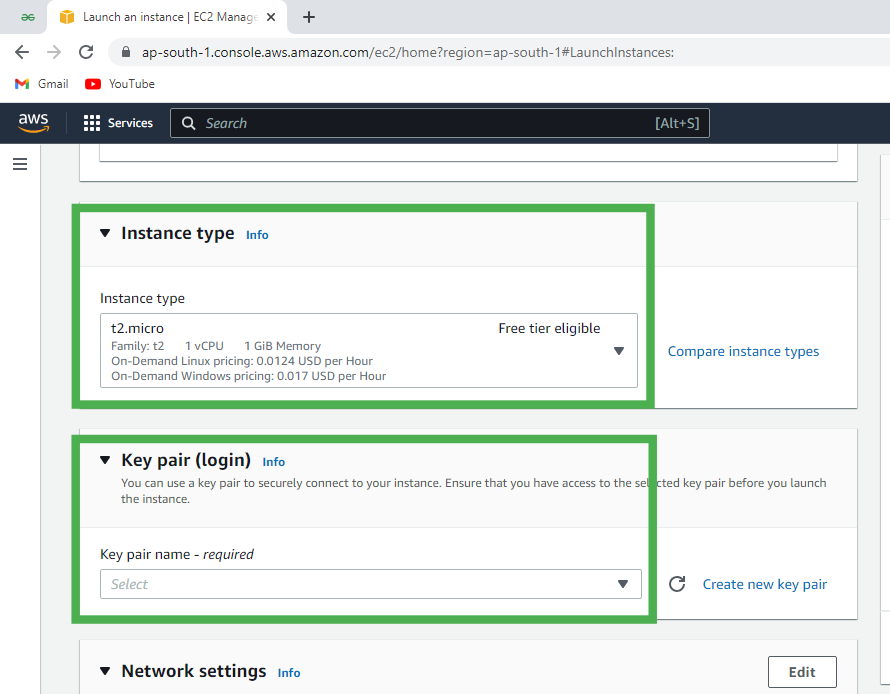 Launch an instance | EC2 Manage
ap-south-1.console.aws.amazon.com/ec2/home?region=ap-south-1#LaunchInstances:
Gmail YouTube
aws Services Search [Alt+S]
Instance type Info
Instance type
t2.micro Free tier eligible
Family: t2 1 vCPU 1 GiB Memory
On-Demand Linux pricing: 0.0124 USD per Hour
Compare instance types
On-Demand Windows pricing: 0.017 USD per Hour
Key pair (login) Info
You can use a key pair to securely connect to your instance. Ensure that you have access to the selected key pair before you launch
the instance.
Key pair name - required
Select Create new key pair
Network settings Info Edit